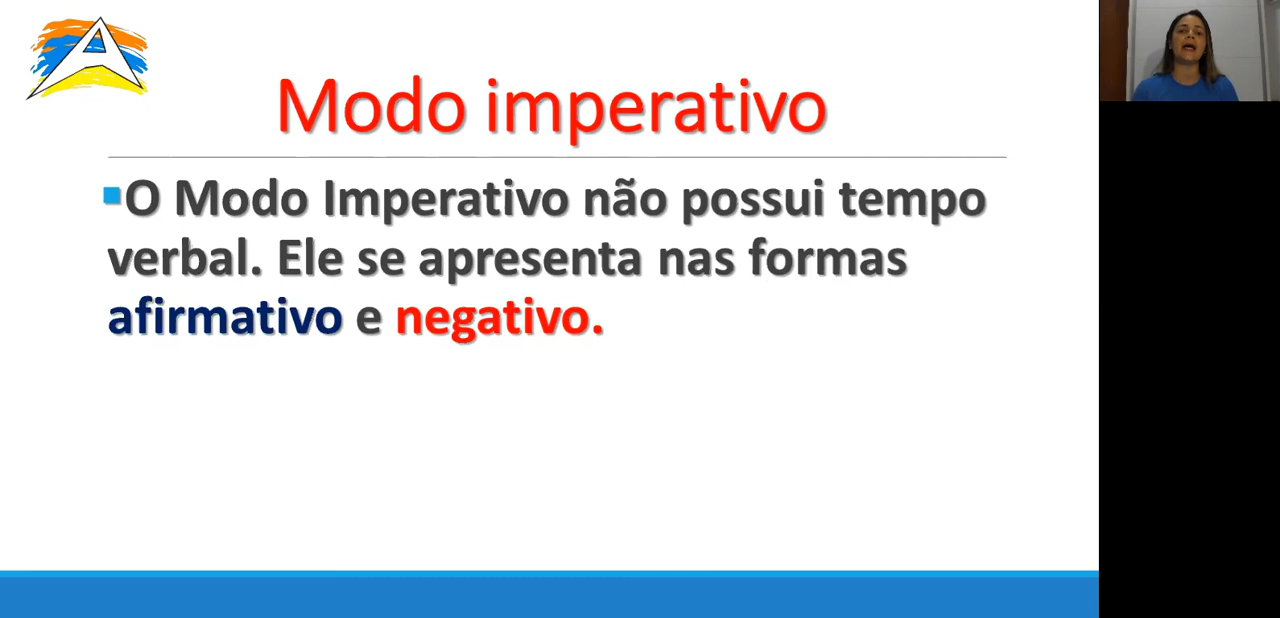 Modo imperativo
▪O Modo Imperativo não possui tempo
verbal. Ele se apresenta nas formas
afirmativo e negativo.